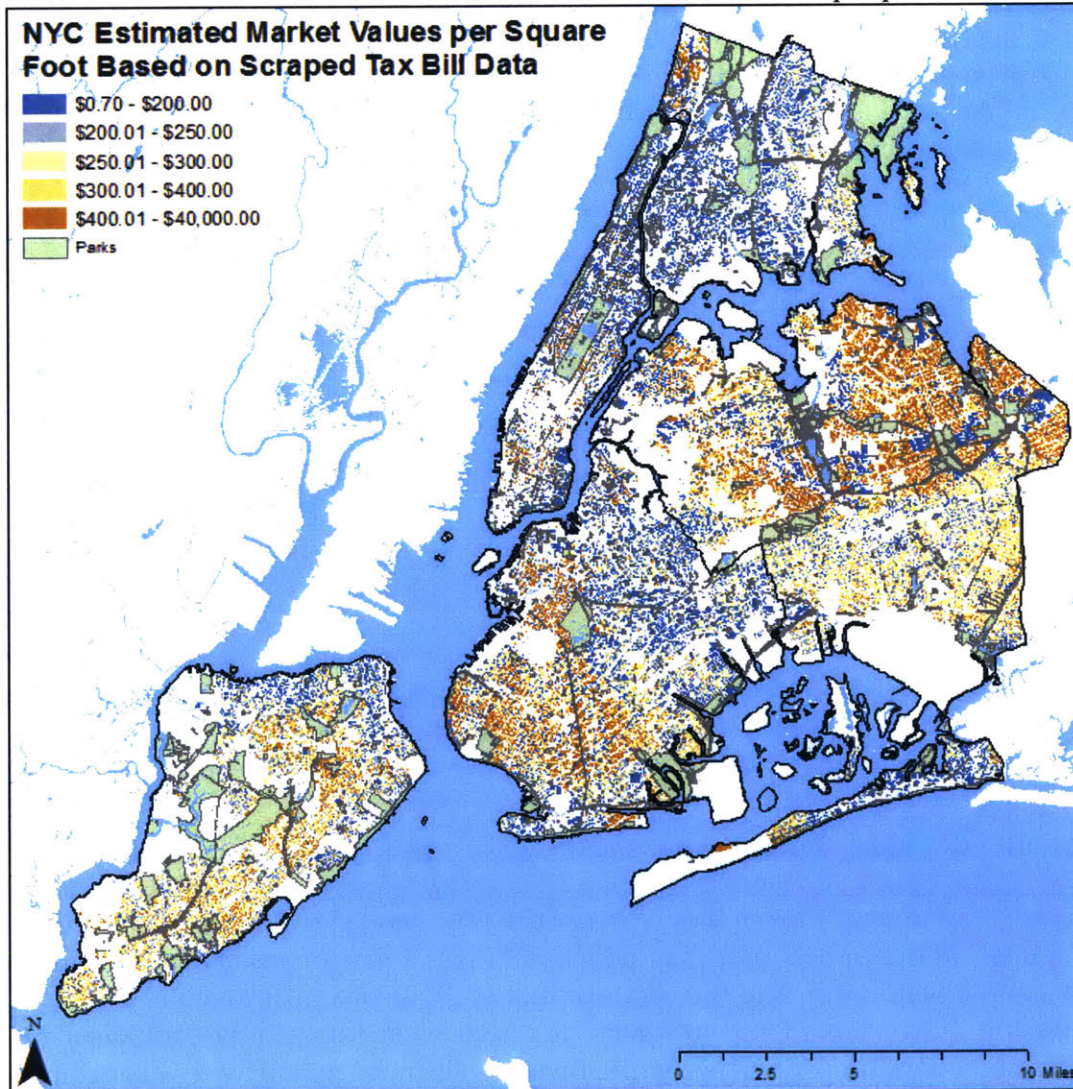 NYC Estimated Market Values per Square
Foot Based on Scraped Tax Bill Data
$0.70 - $200.00
$200.01 - $250.00
$250.01 - $300.00
$300.01 - $400.00
$400.01 - $40,000.00
Parks
N
0 2.5 5 10 Miles